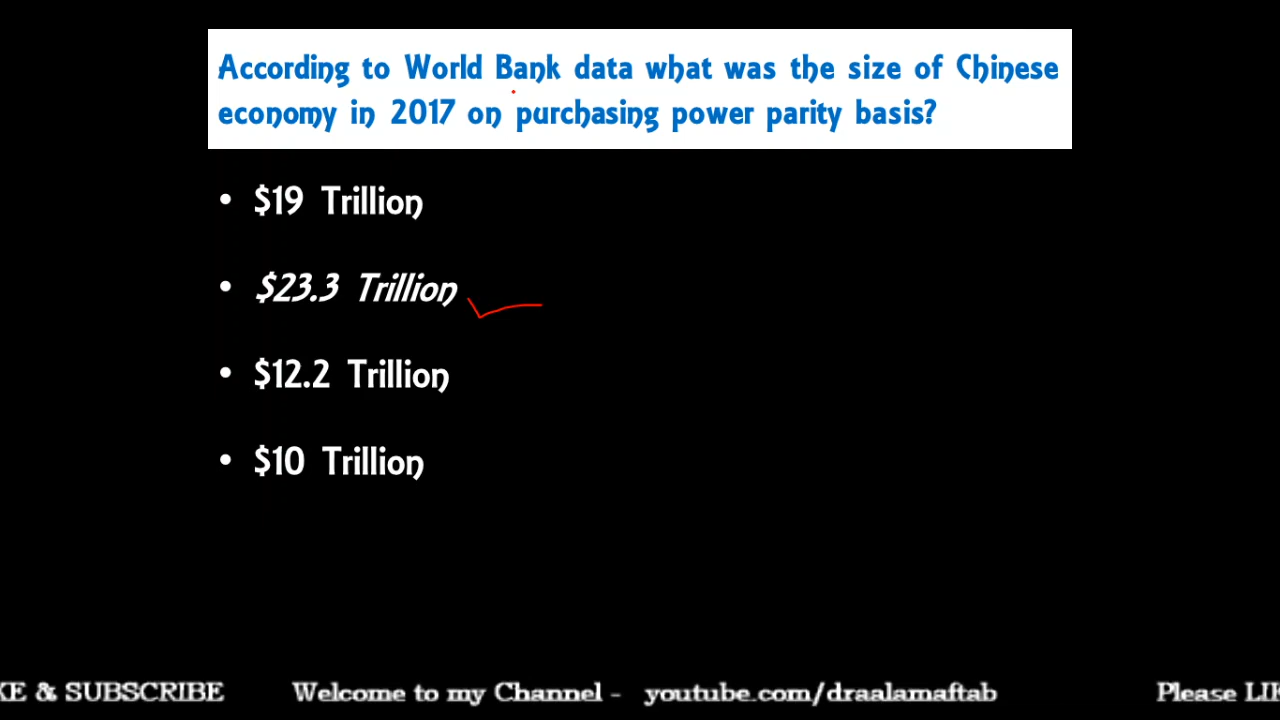 According to World Bank data what was the size of Chinese
economy in 2017 on purchasing power parity basis?
• $19 Trillion
• $23.3 Trillion
• $12.2 Trillion
• $10 Trillion
KE & SUBSCRIBE Welcome to my Channel - youtube.com/draalamaftab Please LIK